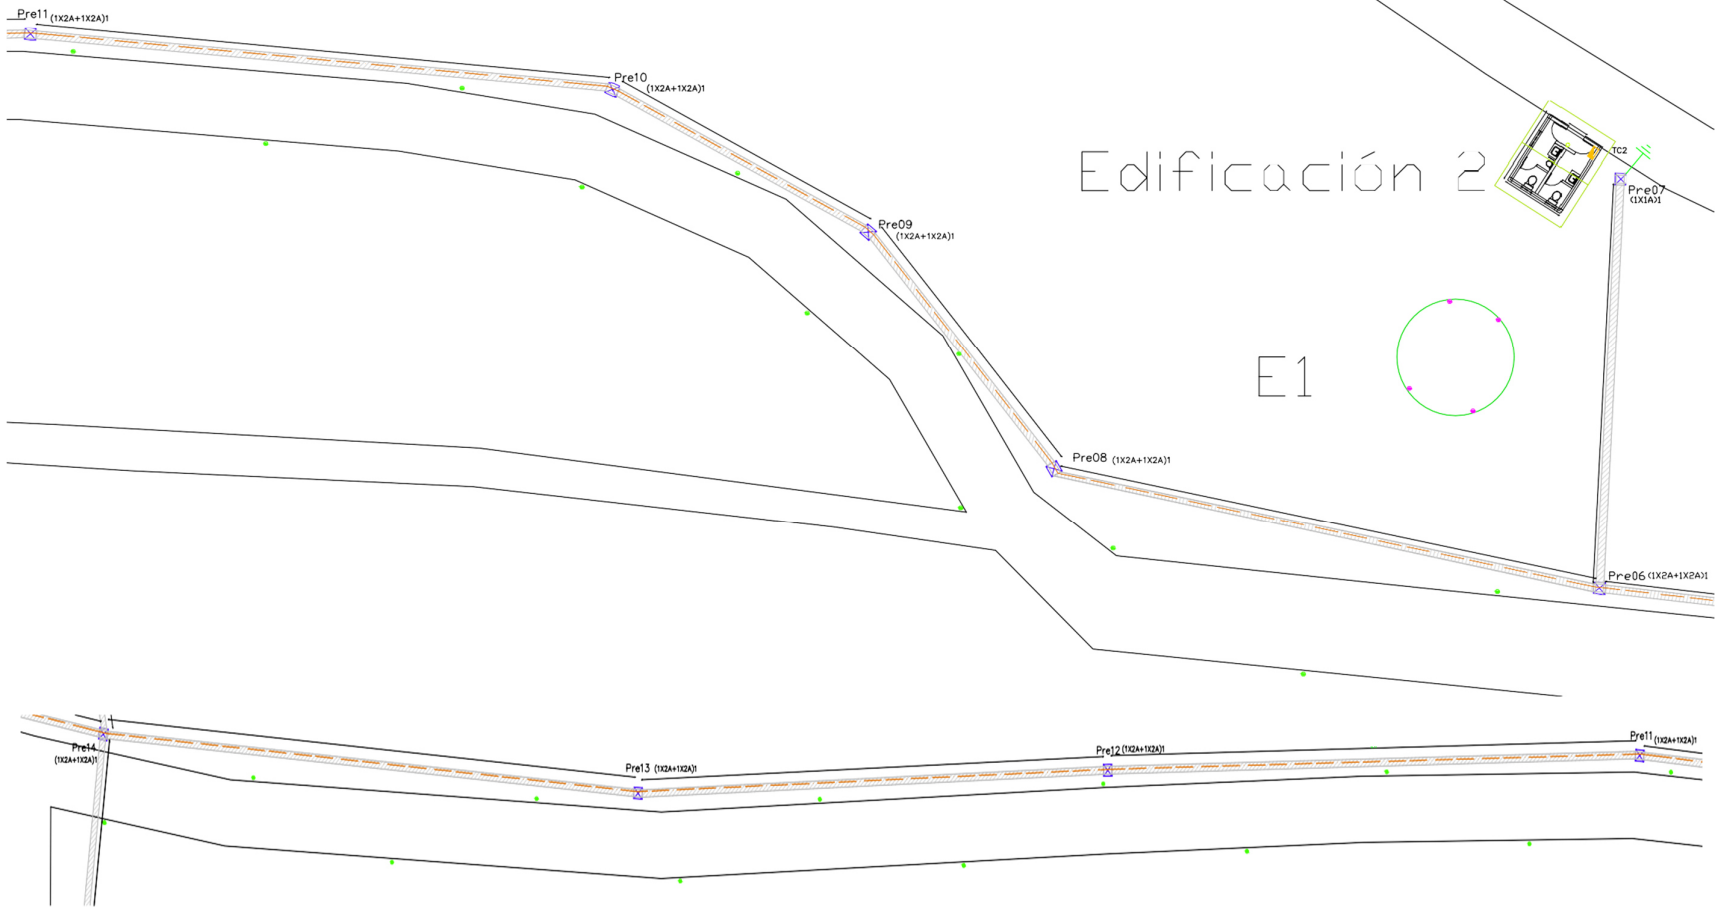 Pre11 (1X2A+1X2A)1
Pre10
(1X2A+1X2A)1
Edificación 2
TC2
Pre07
(1X1A)1
Pre09
(1X2A+1X2A)1
E1
Pre08 (1X2A+1X2A)1
Pre06 (1X2A+1X2A)1
Pre14
(1X2A+1X2A)1
Pre13 (1X2A+1X2A)1
Pre12 (1X2A+1X2A)1
Pre11 (1X2A+1X2A)1